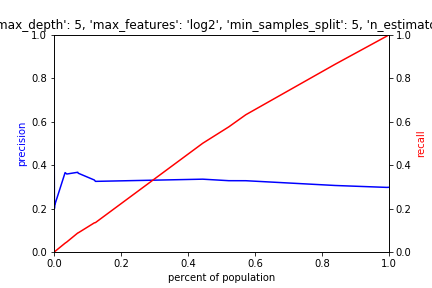 max_depth': 5, 'max_features': 'log2', 'min_samples_split': 5, 'n_estimato
1.0 1.0
0.8 0.8
0.6 0.6
precision recall
0.4 0.4
0.2 0.2
0.0 0.0
0.0 0.2 0.4 0.6 0.8 1.0
percent of population